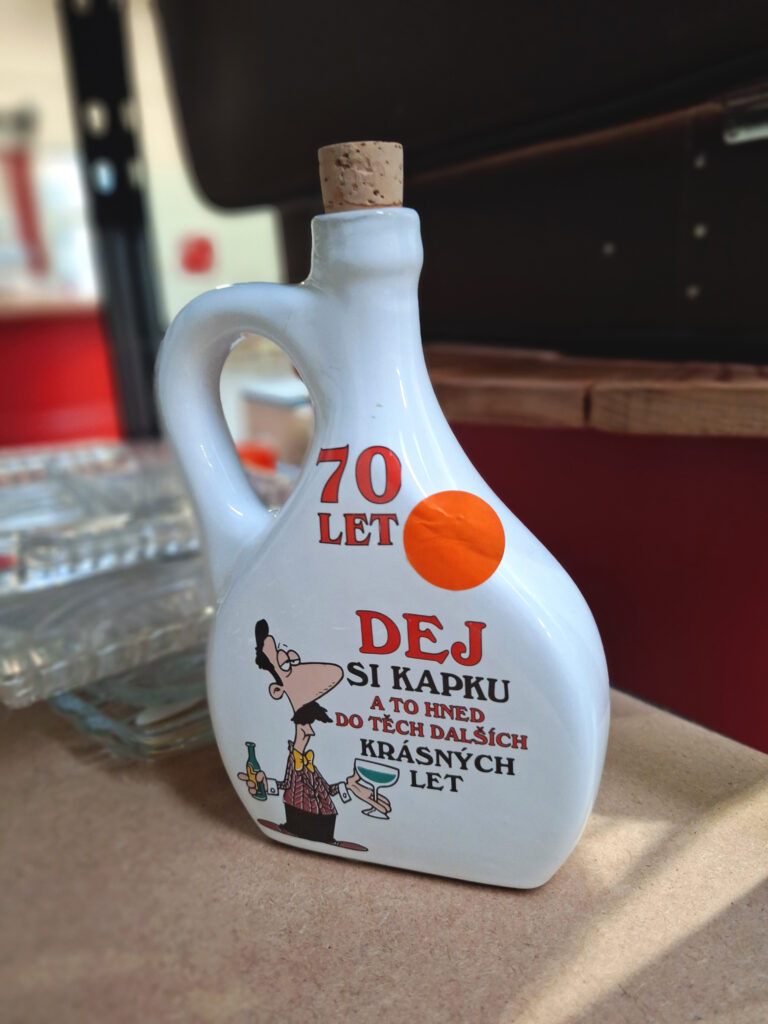 70
LET
DEJ
SI KAPKU
A TO HNED
DO TĚCH DALŠÍCH
KRÁSNÝCH
LET